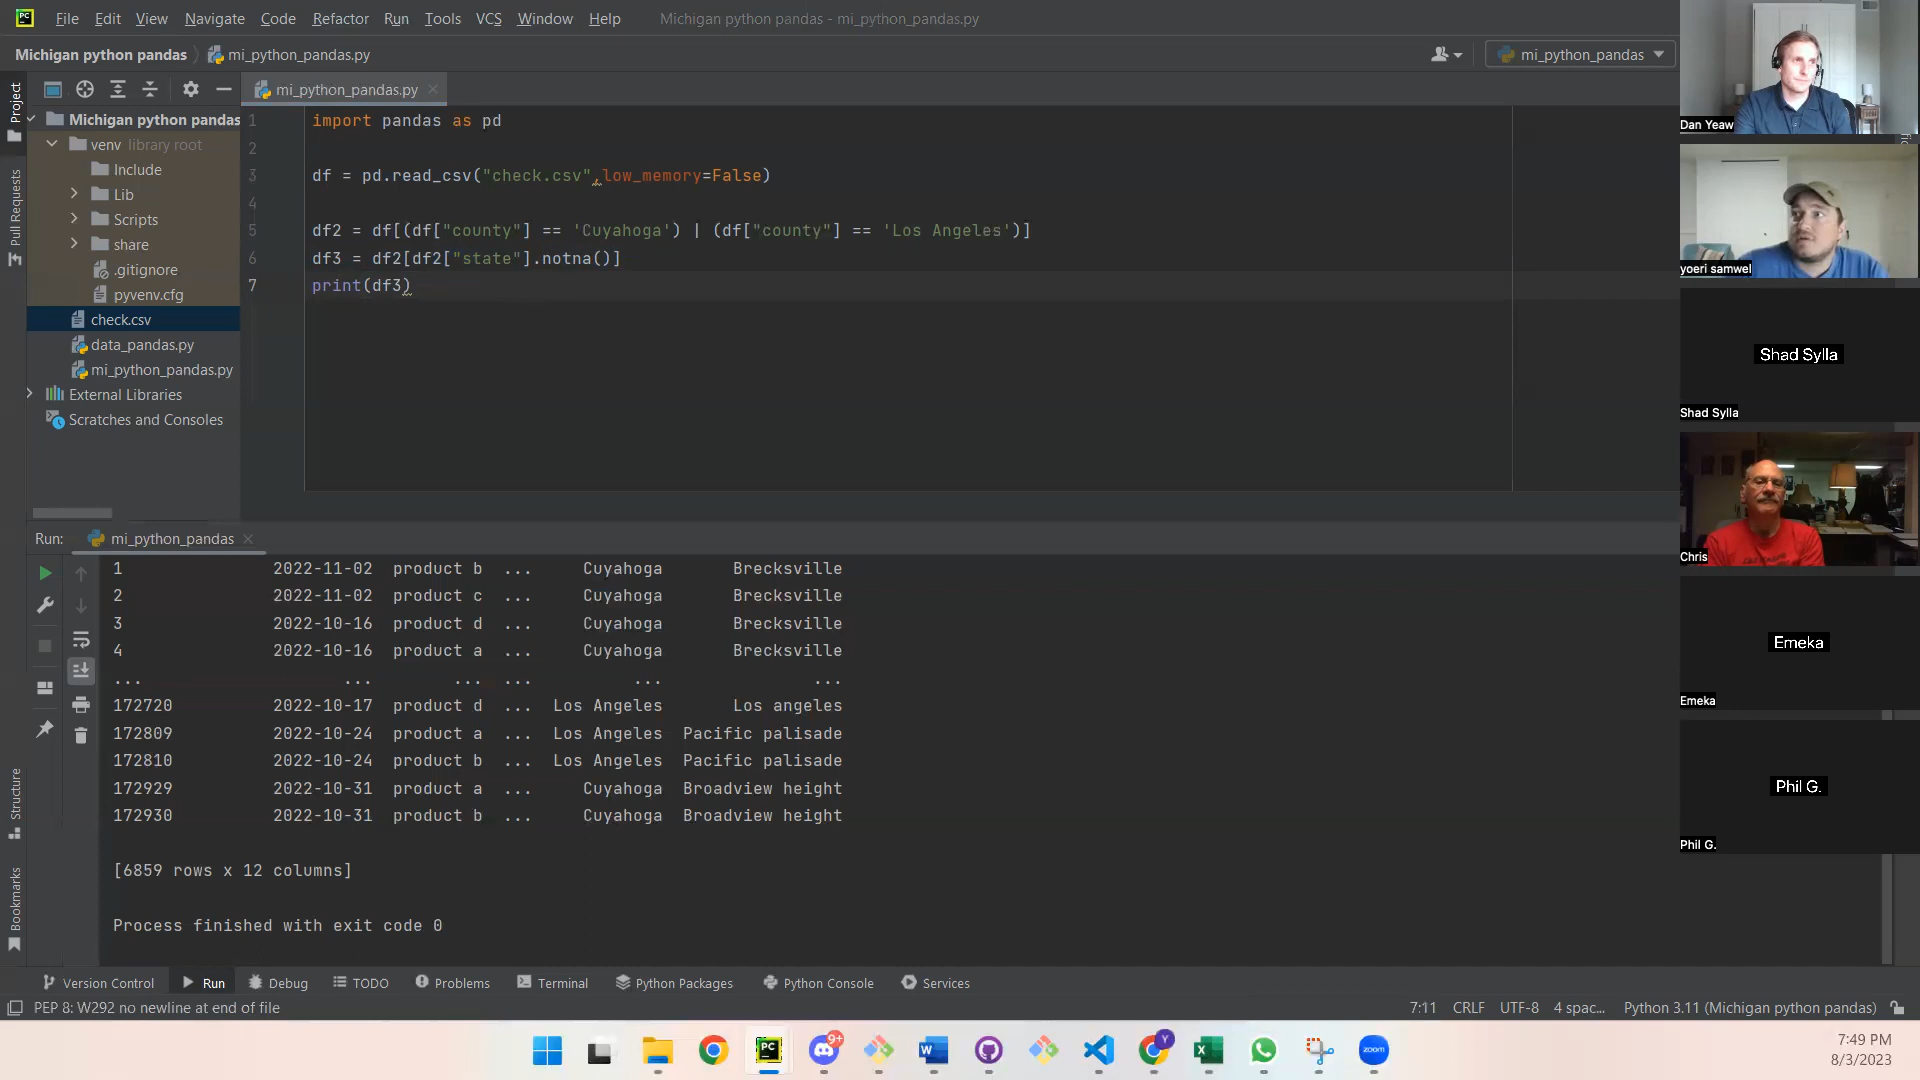 File Edit View Navigate Code Refactor Run Tools VCS Window Help Michigan python pandas - mi_python_pandas.py
Michigan python pandas mi_python_pandas.py
mi_python_pandas
Project
Pull Requests
Structure
Bookmarks
mi_python_pandas.py
Michigan python pandas
venv library root
Include
Lib
Scripts
share
.gitignore
pyvenv.cfg
check.csv
data_pandas.py
mi_python_pandas.py
External Libraries
Scratches and Consoles
1 import pandas as pd
2
3 df = pd.read_csv("check.csv",low_memory=False)
4
5 df2 = df[(df["county"] == 'Cuyahoga') | (df["county"] == 'Los Angeles')]
6 df3 = df2[df2["state"].notna()]
7 print(df3)
Run: mi_python_pandas
1 2022-11-02 product b ... Cuyahoga Brecksville
2 2022-11-02 product c ... Cuyahoga Brecksville
3 2022-10-16 product d ... Cuyahoga Brecksville
4 2022-10-16 product a ... Cuyahoga Brecksville
... ... ... ... ... ...
172720 2022-10-17 product d ... Los Angeles Los angeles
172809 2022-10-24 product a ... Los Angeles Pacific palisade
172810 2022-10-24 product b ... Los Angeles Pacific palisade
172929 2022-10-31 product a ... Cuyahoga Broadview height
172930 2022-10-31 product b ... Cuyahoga Broadview height
[6859 rows x 12 columns]
Process finished with exit code 0
Version Control Run Debug TODO Problems Terminal Python Packages Python Console Services
PEP 8: W292 no newline at end of file
7:11 CRLF UTF-8 4 spac... Python 3.11 (Michigan python pandas)
PC
9+
Y
zoom
7:49 PM
8/3/2023
Dan Yeaw
yoeri samwel
Shad Sylla
Shad Sylla
Chris
Emeka
Emeka
Phil G.
Phil G.